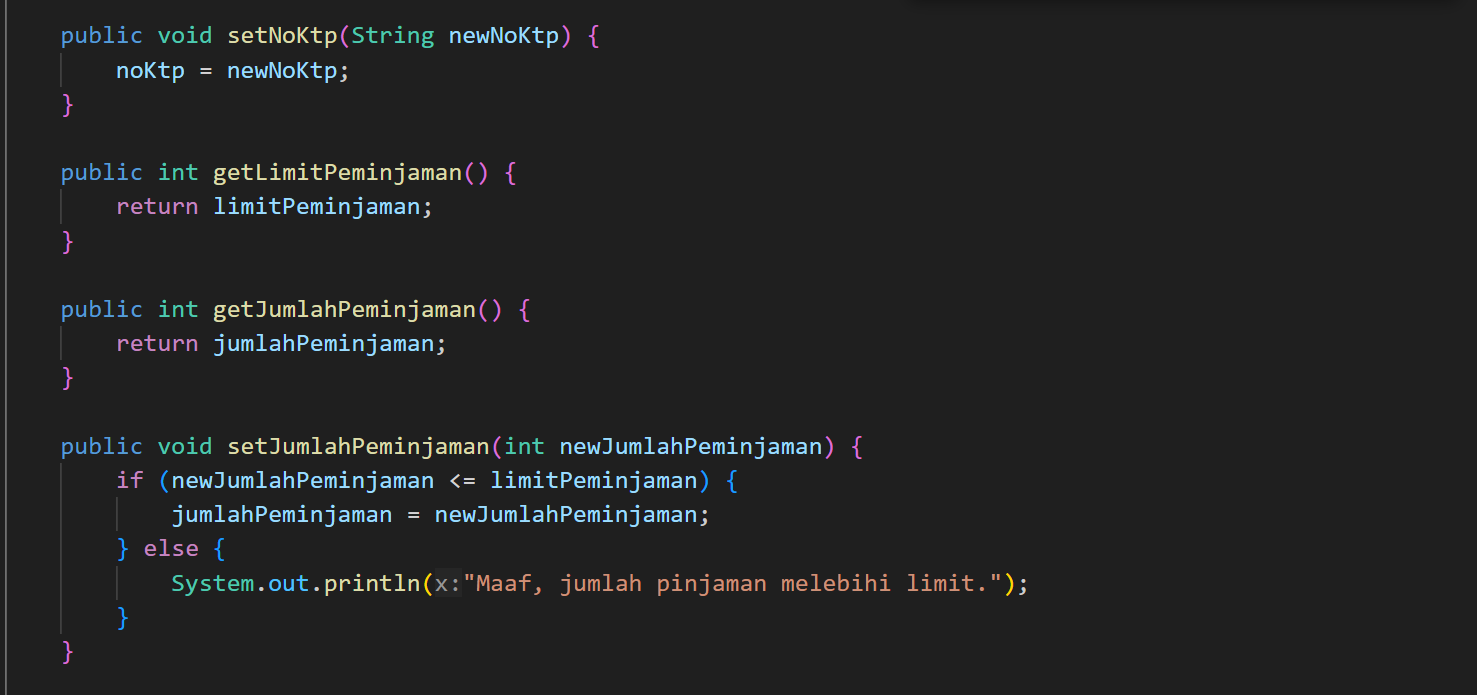 public void setNoKtp(String newNoKtp) {
    noKtp = newNoKtp;
}

public int getLimitPeminjaman() {
    return limitPeminjaman;
}

public int getJumlahPeminjaman() {
    return jumlahPeminjaman;
}

public void setJumlahPeminjaman(int newJumlahPeminjaman) {
    if (newJumlahPeminjaman <= limitPeminjaman) {
        jumlahPeminjaman = newJumlahPeminjaman;
    } else {
        System.out.println(x:"Maaf, jumlah pinjaman melebihi limit.");
    }
}